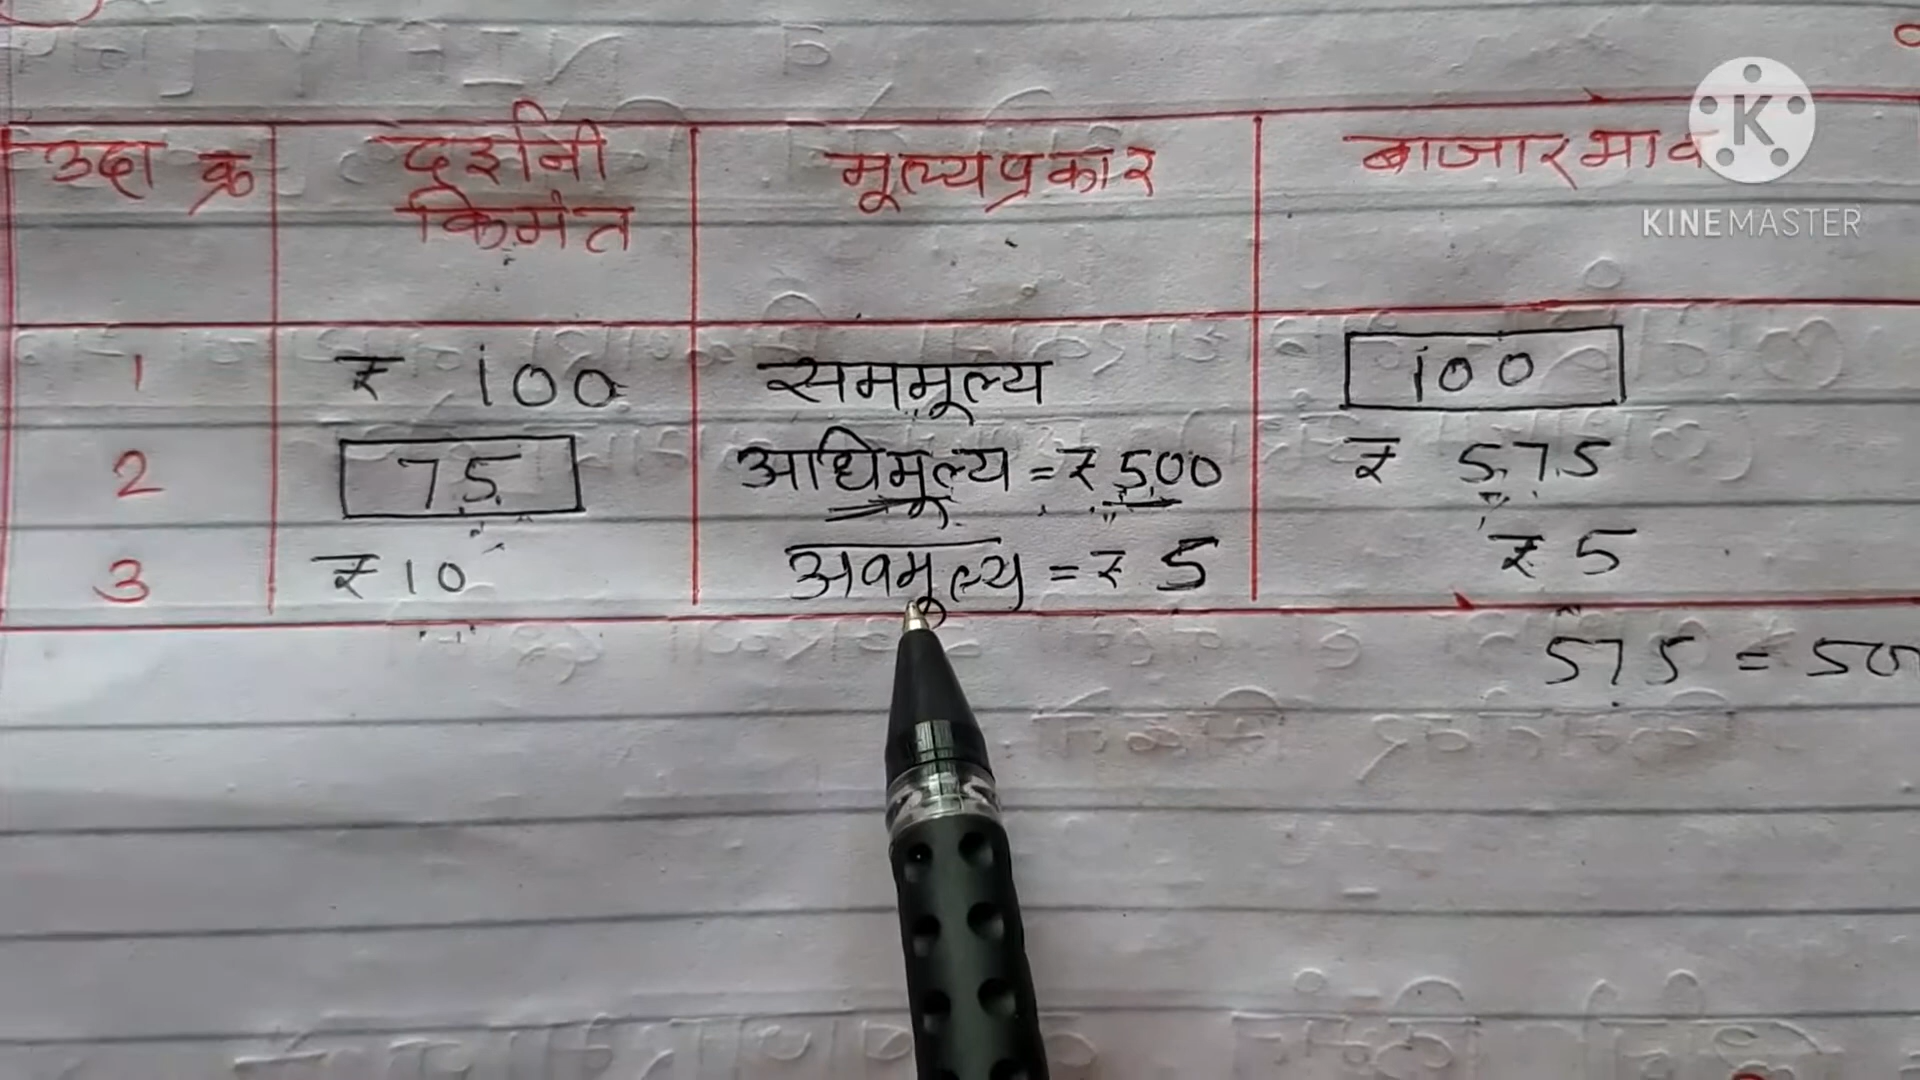 उदा क्र दर्शनी किमंत मूल्यप्रकार बाजारभाव
KINEMASTER
1 ₹ 100 सममूल्य 100
2 75 अधिमूल्य = ₹ 500 ₹ 575
3 ₹ 10 अवमूल्य = ₹ 5 ₹ 5
575 = 50